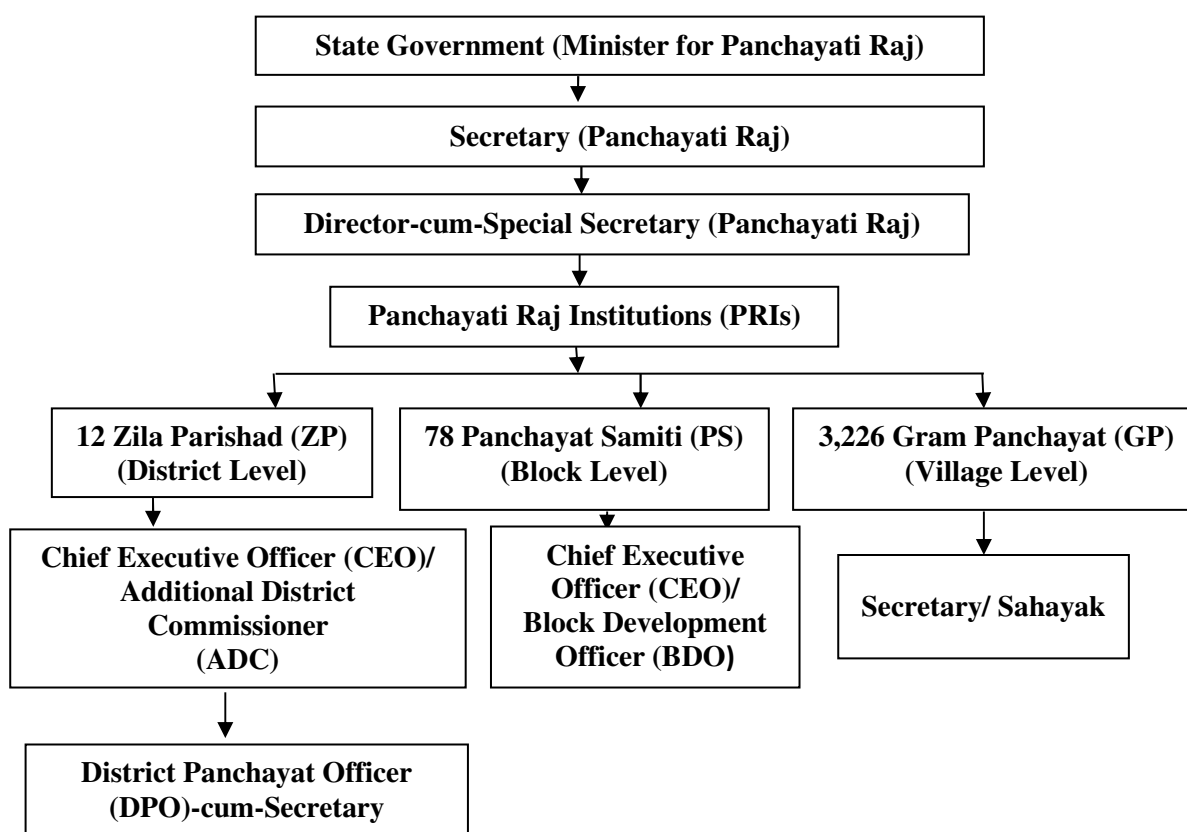 State Government (Minister for Panchayati Raj)
Secretary (Panchayati Raj)
Director-cum-Special Secretary (Panchayati Raj)
Panchayati Raj Institutions (PRIs)
12 Zila Parishad (ZP)
(District Level)
78 Panchayat Samiti (PS)
(Block Level)
3,226 Gram Panchayat (GP)
(Village Level)
Chief Executive Officer (CEO)/
Additional District
Commissioner
(ADC)
Chief Executive
Officer (CEO)/
Block Development
Officer (BDO)
Secretary/ Sahayak
District Panchayat Officer
(DPO)-cum-Secretary